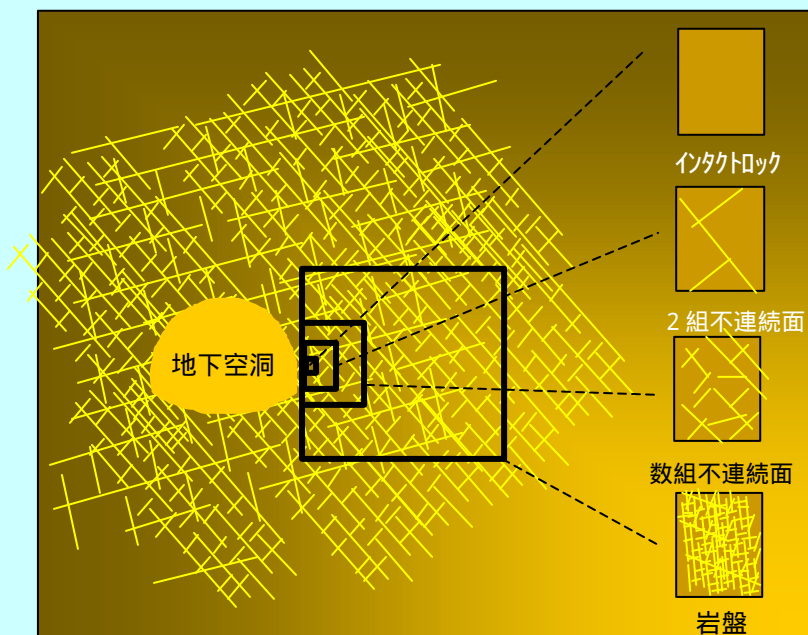 インタクトロック
2組不連続面
地下空洞
数組不連続面
岩盤